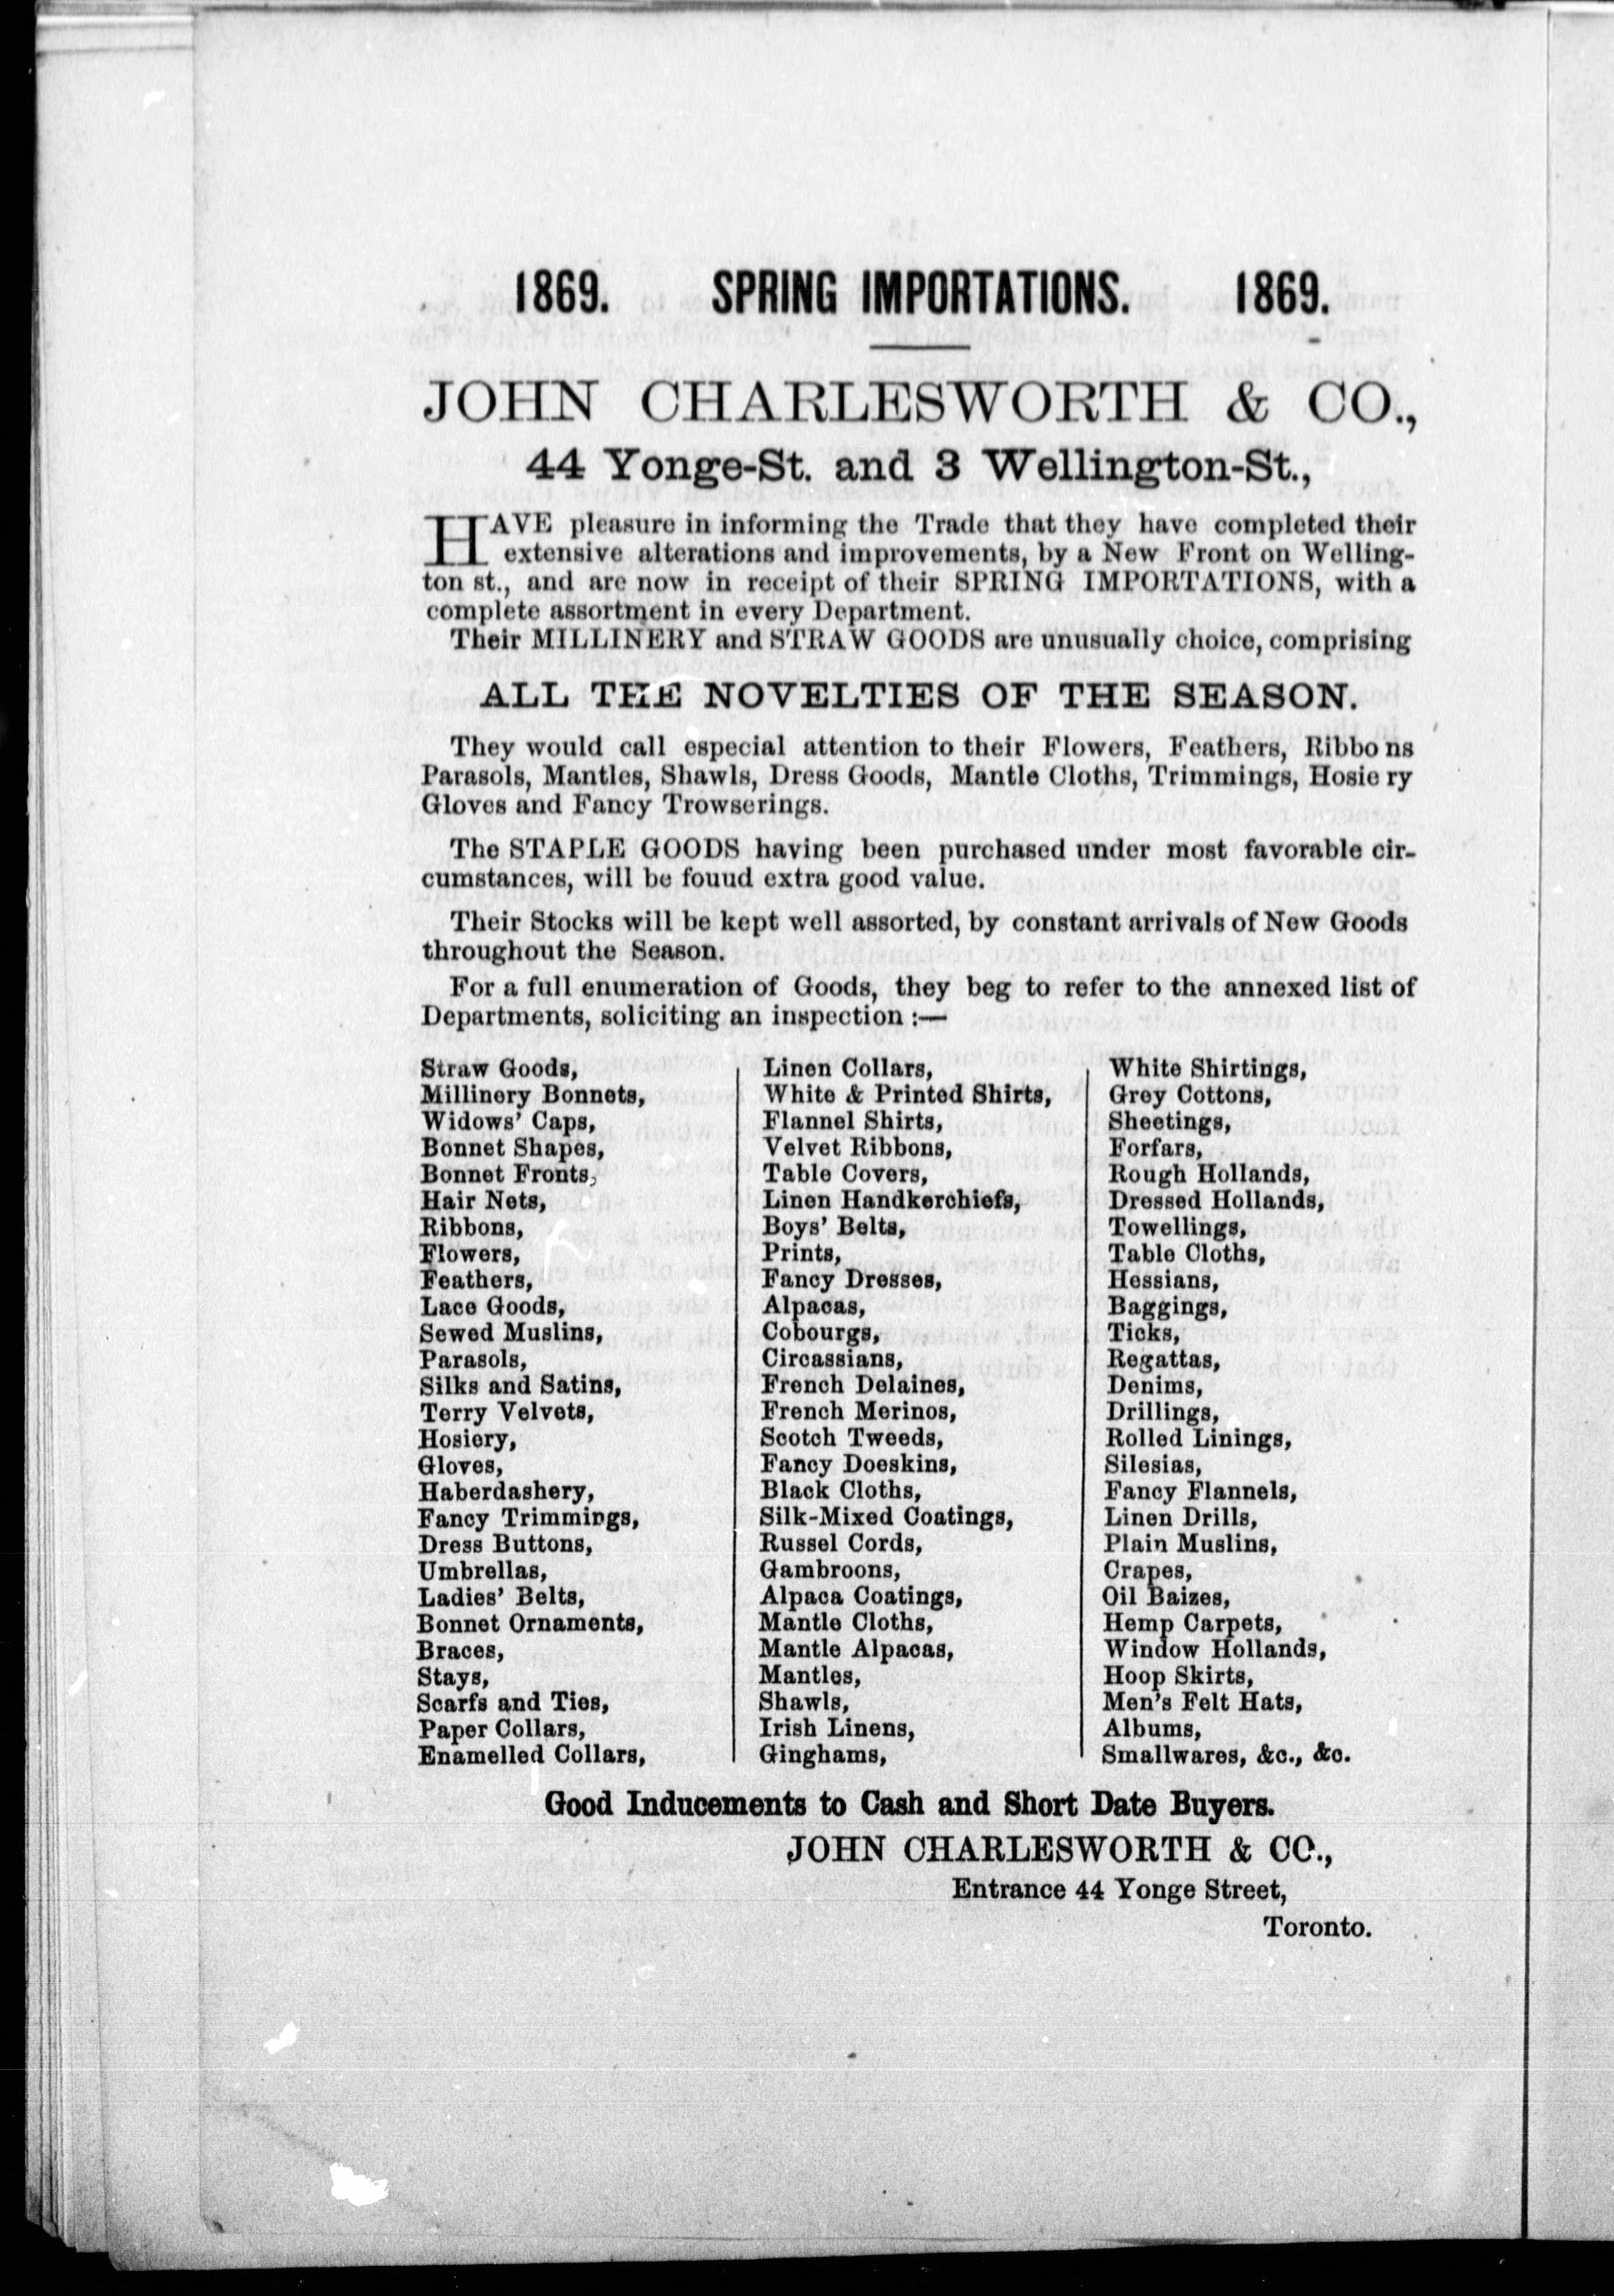 1869. SPRING IMPORTATIONS. 1869.
JOHN CHARLESWORTH & CO.,
44 Yonge-St. and 3 Wellington-St.,
HAVE pleasure in informing the Trade that they have completed their
extensive alterations and improvements, by a New Front on Welling-
ton st., and are now in receipt of their SPRING IMPORTATIONS, with a
complete assortment in every Department.
Their MILLINERY and STRAW GOODS are unusually choice, comprising
ALL THE NOVELTIES OF THE SEASON.
They would call especial attention to their Flowers, Feathers, Ribbo ns
Parasols, Mantles, Shawls, Dress Goods, Mantle Cloths, Trimmings, Hosie ry
Gloves and Fancy Trowserings.
The STAPLE GOODS having been purchased under most favorable cir-
cumstances, will be fouud extra good value.
Their Stocks will be kept well assorted, by constant arrivals of New Goods
throughout the Season.
For a full enumeration of Goods, they beg to refer to the annexed list of
Departments, soliciting an inspection :—
Straw Goods,
Millinery Bonnets,
Widows' Caps,
Bonnet Shapes,
Bonnet Fronts,
Hair Nets,
Ribbons,
Flowers,
Feathers,
Lace Goods,
Sewed Muslins,
Parasols,
Silks and Satins,
Terry Velvets,
Hosiery,
Gloves,
Haberdashery,
Fancy Trimmings,
Dress Buttons,
Umbrellas,
Ladies' Belts,
Bonnet Ornaments,
Braces,
Stays,
Scarfs and Ties,
Paper Collars,
Enamelled Collars,
Linen Collars,
White & Printed Shirts,
Flannel Shirts,
Velvet Ribbons,
Table Covers,
Linen Handkerchiefs,
Boys' Belts,
Prints,
Fancy Dresses,
Alpacas,
Cobourgs,
Circassians,
French Delaines,
French Merinos,
Scotch Tweeds,
Fancy Doeskins,
Black Cloths,
Silk-Mixed Coatings,
Russel Cords,
Gambroons,
Alpaca Coatings,
Mantle Cloths,
Mantle Alpacas,
Mantles,
Shawls,
Irish Linens,
Ginghams,
White Shirtings,
Grey Cottons,
Sheetings,
Forfars,
Rough Hollands,
Dressed Hollands,
Towellings,
Table Cloths,
Hessians,
Baggings,
Ticks,
Regattas,
Denims,
Drillings,
Rolled Linings,
Silesias,
Fancy Flannels,
Linen Drills,
Plain Muslins,
Crapes,
Oil Baizes,
Hemp Carpets,
Window Hollands,
Hoop Skirts,
Men's Felt Hats,
Albums,
Smallwares, &c., &c.
Good Inducements to Cash and Short Date Buyers.
JOHN CHARLESWORTH & CO.,
Entrance 44 Yonge Street,
Toronto.